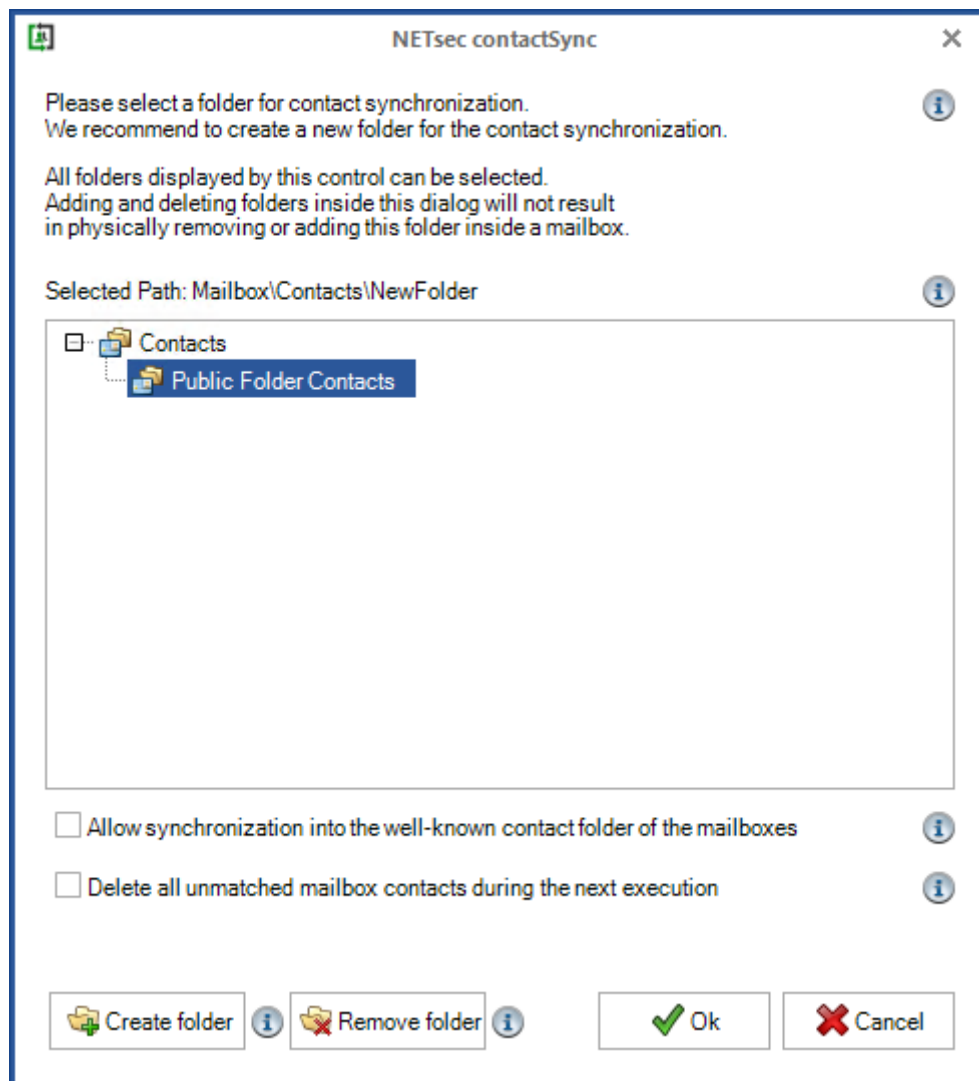 NETsec contactSync
Please select a folder for contact synchronization.
We recommend to create a new folder for the contact synchronization.
All folders displayed by this control can be selected.
Adding and deleting folders inside this dialog will not result
in physically removing or adding this folder inside a mailbox.
Selected Path: Mailbox\Contacts\NewFolder
Contacts
Public Folder Contacts
Allow synchronization into the well-known contact folder of the mailboxes
Delete all unmatched mailbox contacts during the next execution
Create folder Remove folder Ok Cancel